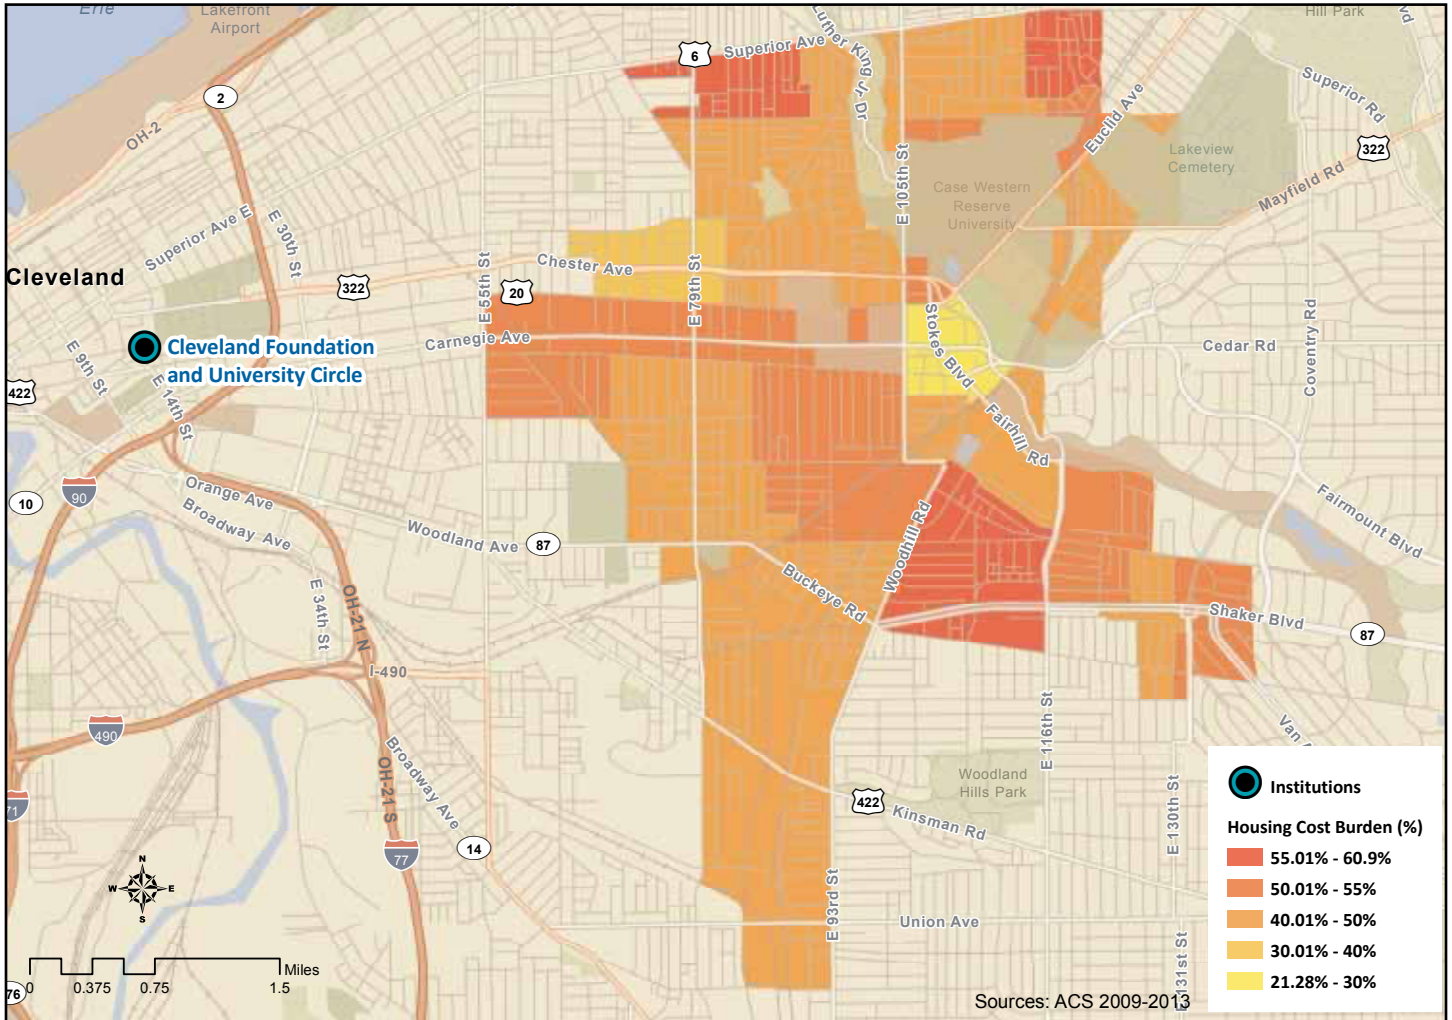 Erie
Lakefront
Airport
Hill Park
Luther King Jr Dr
Superior Ave
6
2
OH-2
Superior Rd
322
Euclid Ave
E 105th St
Lakeview
Cemetery
Mayfield Rd
Case Western
Reserve
University
Superior Ave E
E 30th St
Cleveland
322
E 55th St
20
Chester Ave
E 79th St
Stokes Blvd
Coventry Rd
Carnegie Ave
Cedar Rd
Cleveland Foundation
and University Circle
E 9th St
E 14th St
422
Fairhill Rd
90
10
Orange Ave
Broadway Ave
Woodland Ave
87
Woodhill Rd
Fairmount Blvd
Buckeye Rd
E 34th St
OH-21 N
Shaker Blvd
87
I-490
490
E 116th St
Van A
71
Broadway Ave
OH-21 S
77
14
Woodland
Hills Park
422
Kinsman Rd
E 130th St
E 93rd St
Union Ave
E 131st St
76
N
W E
S
Miles
0 0.375 0.75 1.5
Institutions
Housing Cost Burden (%)
55.01% - 60.9%
50.01% - 55%
40.01% - 50%
30.01% - 40%
21.28% - 30%
Sources: ACS 2009-2013